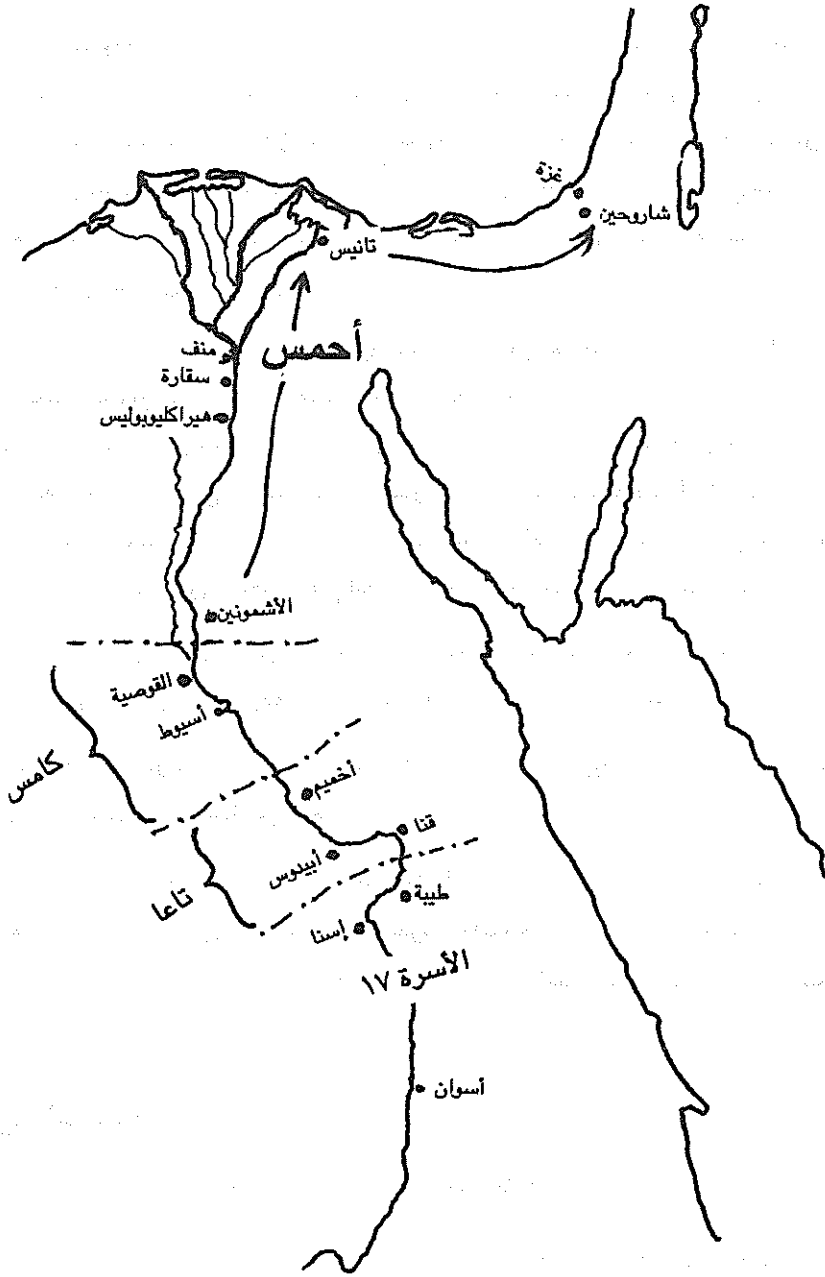 غزة
شاروحين
تانيس
أحمس
منف
سقارة
هيراكليوبوليس
الأشمونين
القوصية
أسيوط
كامس
أخميم
قنا
أبيدوس
تاعا
طيبة
إسنا
الأسرة ١٧
أسوان